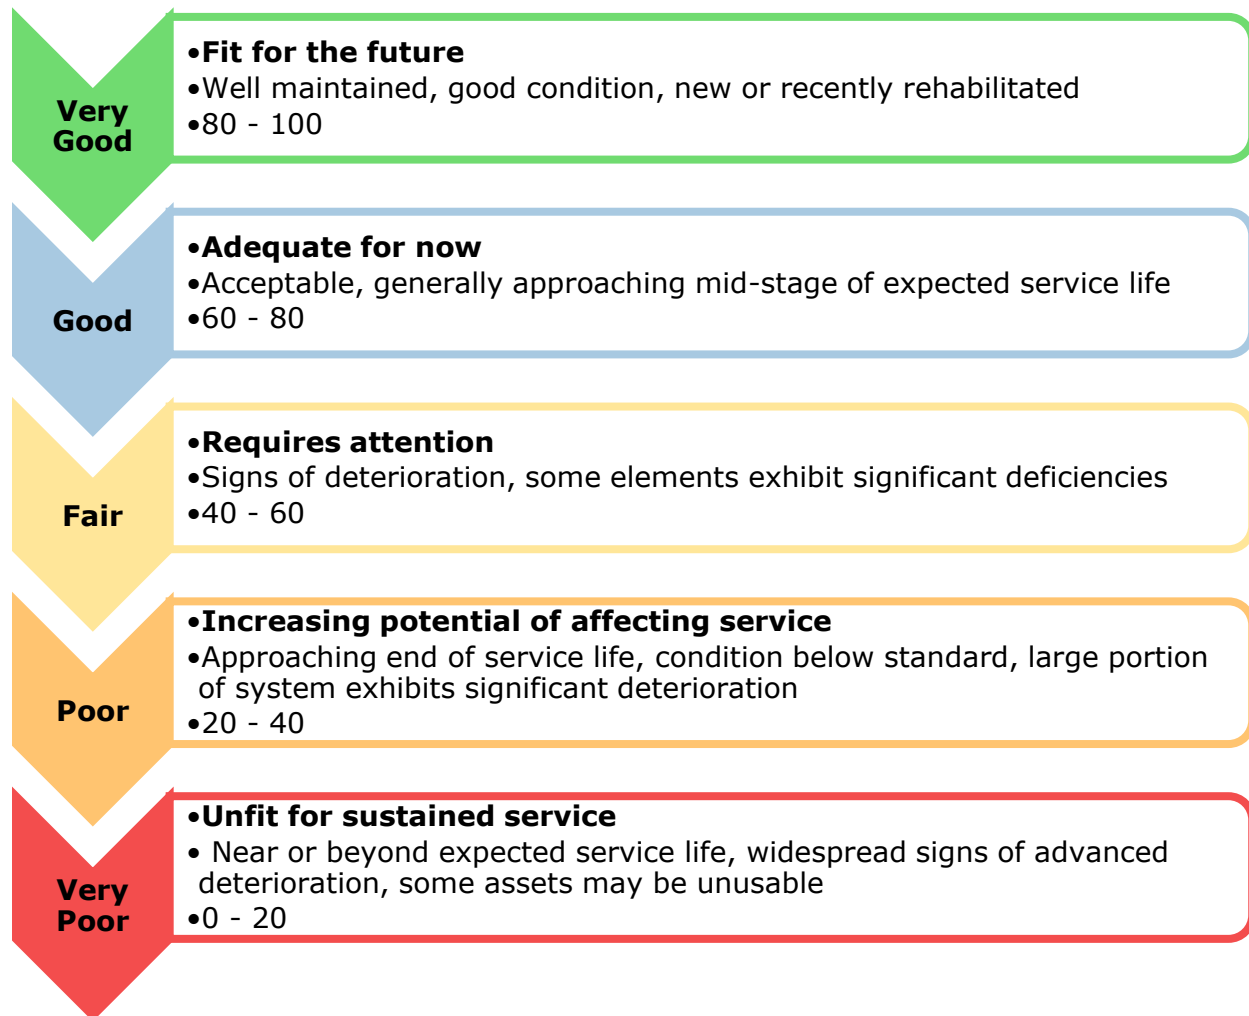 Very
Good
•Fit for the future
•Well maintained, good condition, new or recently rehabilitated
•80 - 100
Good
•Adequate for now
•Acceptable, generally approaching mid-stage of expected service life
•60 - 80
Fair
•Requires attention
•Signs of deterioration, some elements exhibit significant deficiencies
•40 - 60
Poor
•Increasing potential of affecting service
•Approaching end of service life, condition below standard, large portion
of system exhibits significant deterioration
•20 - 40
Very
Poor
•Unfit for sustained service
• Near or beyond expected service life, widespread signs of advanced
deterioration, some assets may be unusable
•0 - 20